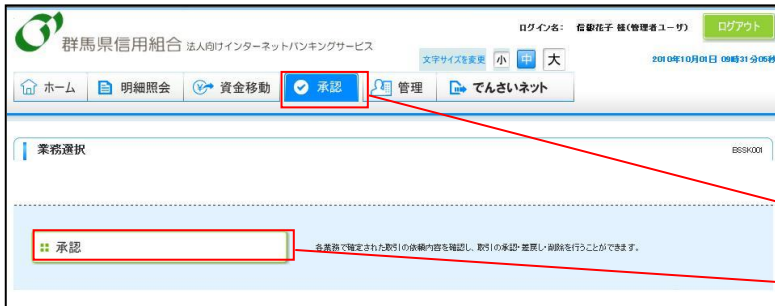 群馬県信用組合 法人向けインターネットバンキングサービス
ログイン名: 信御花子 様(管理者ユーザ) ログアウト
文字サイズを変更 小 中 大 2010年10月01日 09時31分05秒
ホーム 明細照会 資金移動 承認 管理 でんさいネット
業務選択 BSSK001
承認 各業務で確定された取引の依頼内容を確認し、取引の承認・差戻し・削除を行うことができます。